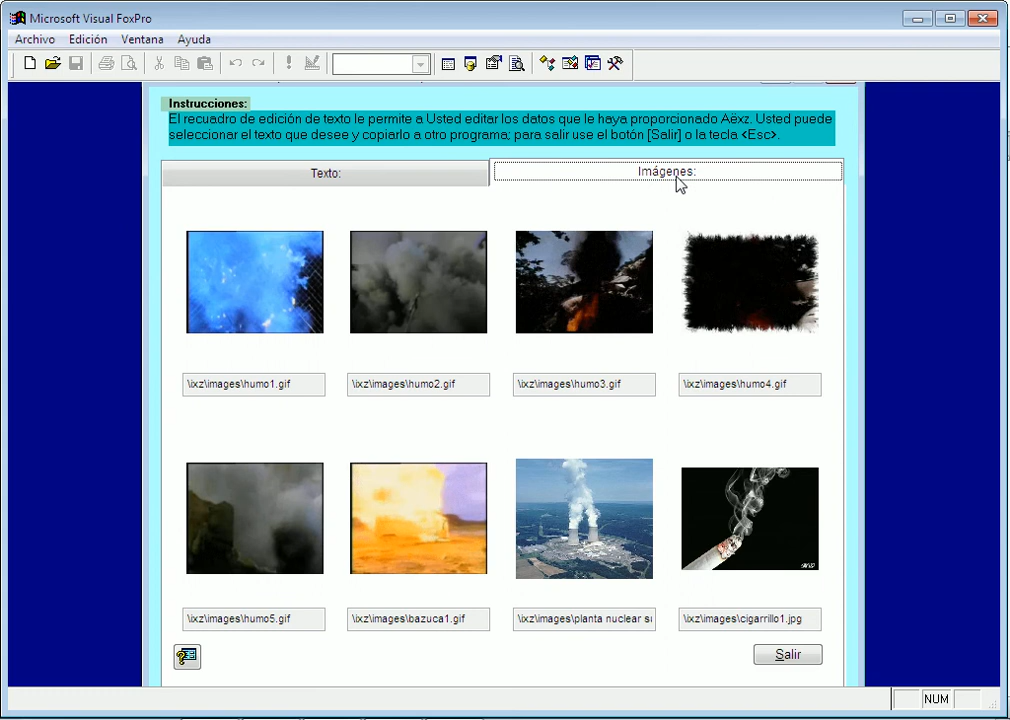 Microsoft Visual FoxPro
Archivo Edición Ventana Ayuda
Instrucciones:
El recuadro de edición de texto le permite a Usted editar los datos que le haya proporcionado Aëxz. Usted puede
seleccionar el texto que desee y copiarlo a otro programa; para salir use el botón [Salir] o la tecla <Esc>.
Texto: Imágenes:
\ixz\images\humo1.gif \ixz\images\humo2.gif \ixz\images\humo3.gif \ixz\images\humo4.gif
\ixz\images\humo5.gif \ixz\images\bazuca1.gif \ixz\images\planta nuclear \ixz\images\cigarrillo1.jpg
Salir
NUM